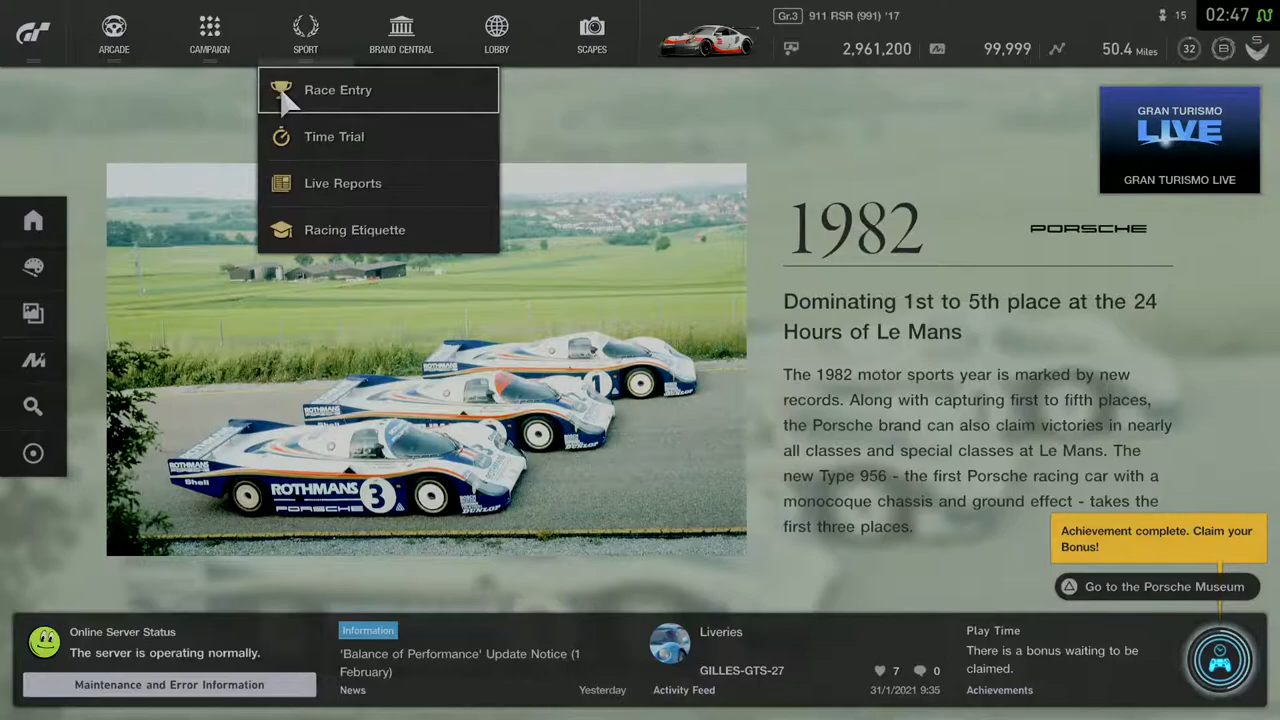 ARCADE
CAMPAIGN
SPORT
BRAND CENTRAL
LOBBY
SCAPES
Gr.3 911 RSR (991) '17
15
02:47
2,961,200
99,999
50.4 Miles
32
B
S
Race Entry
Time Trial
Live Reports
Racing Etiquette
GRAN TURISMO
LIVE
GRAN TURISMO LIVE
1982
PORSCHE
Dominating 1st to 5th place at the 24
Hours of Le Mans
The 1982 motor sports year is marked by new
records. Along with capturing first to fifth places,
the Porsche brand can also claim victories in nearly
all classes and special classes at Le Mans. The
new Type 956 - the first Porsche racing car with a
monocoque chassis and ground effect - takes the
first three places.
ROTHMANS
Shell
ROTHMANS 3
PORSCHE
DUNLOP
ROTHMANS
Shell
DUNLOP
1
Achievement complete. Claim your
Bonus!
Go to the Porsche Museum
Online Server Status
The server is operating normally.
Maintenance and Error Information
Information
'Balance of Performance' Update Notice (1
February)
News
Yesterday
Liveries
GILLES-GTS-27
7
0
Activity Feed
31/1/2021 9:35
Play Time
There is a bonus waiting to be
claimed.
Achievements